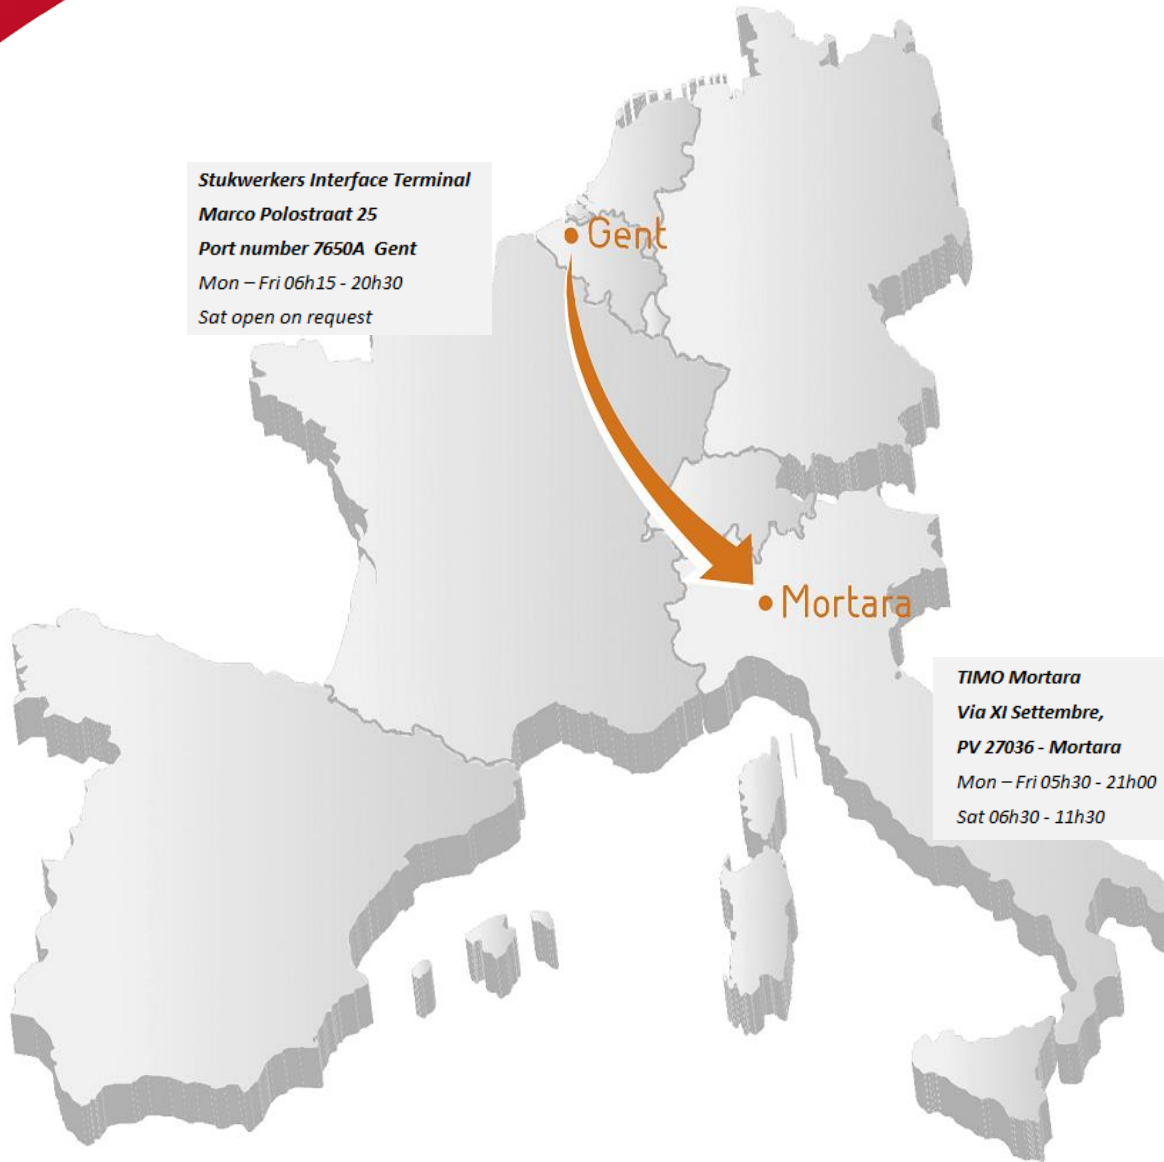 Stukwerkers Interface Terminal
Marco Polostraat 25
Port number 7650A  Gent
Mon – Fri 06h15 - 20h30
Sat open on request
Gent
Mortara
TIMO Mortara
Via XI Settembre,
PV 27036 - Mortara
Mon – Fri 05h30 - 21h00
Sat 06h30 - 11h30